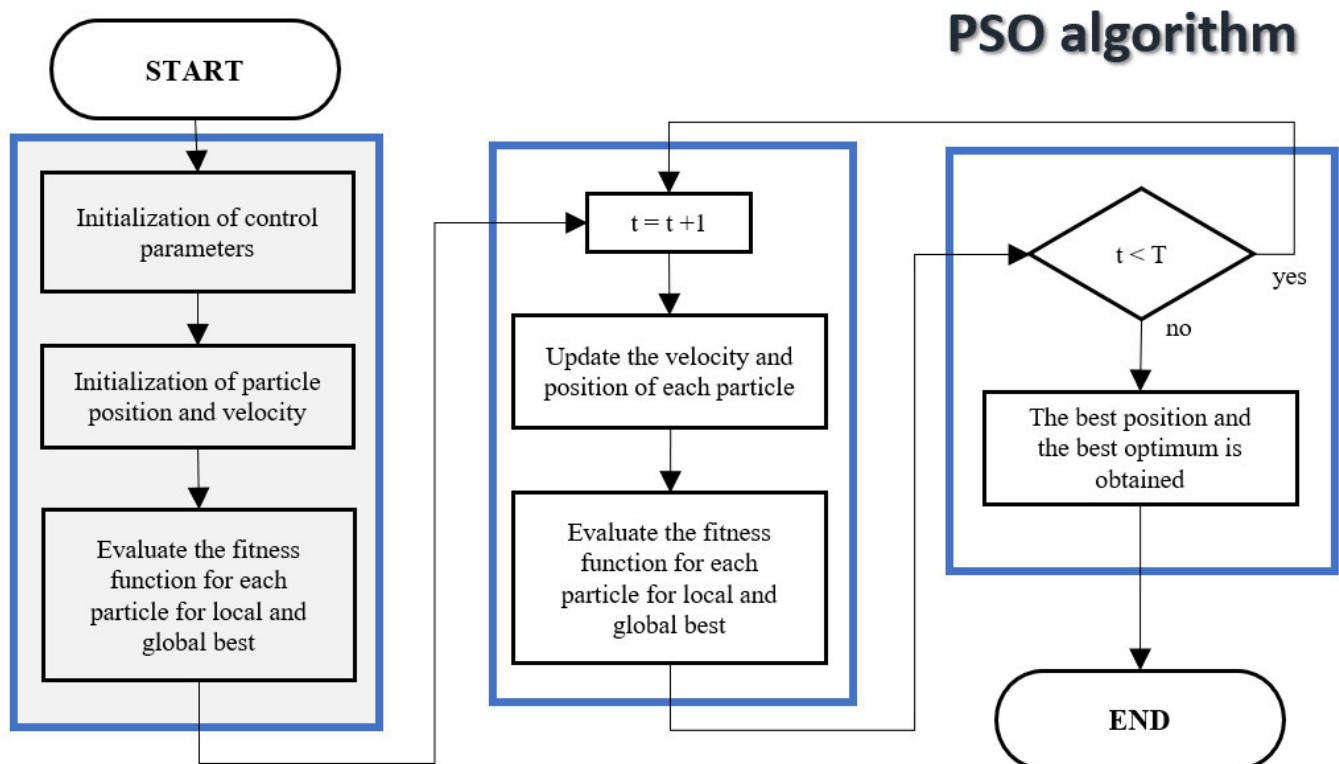 PSO algorithm
START
Initialization of control
parameters
Initialization of particle
position and velocity
Evaluate the fitness
function for each
particle for local and
global best
t = t +1
Update the velocity and
position of each particle
Evaluate the fitness
function for each
particle for local and
global best
t < T
yes
no
The best position and
the best optimum is
obtained
END